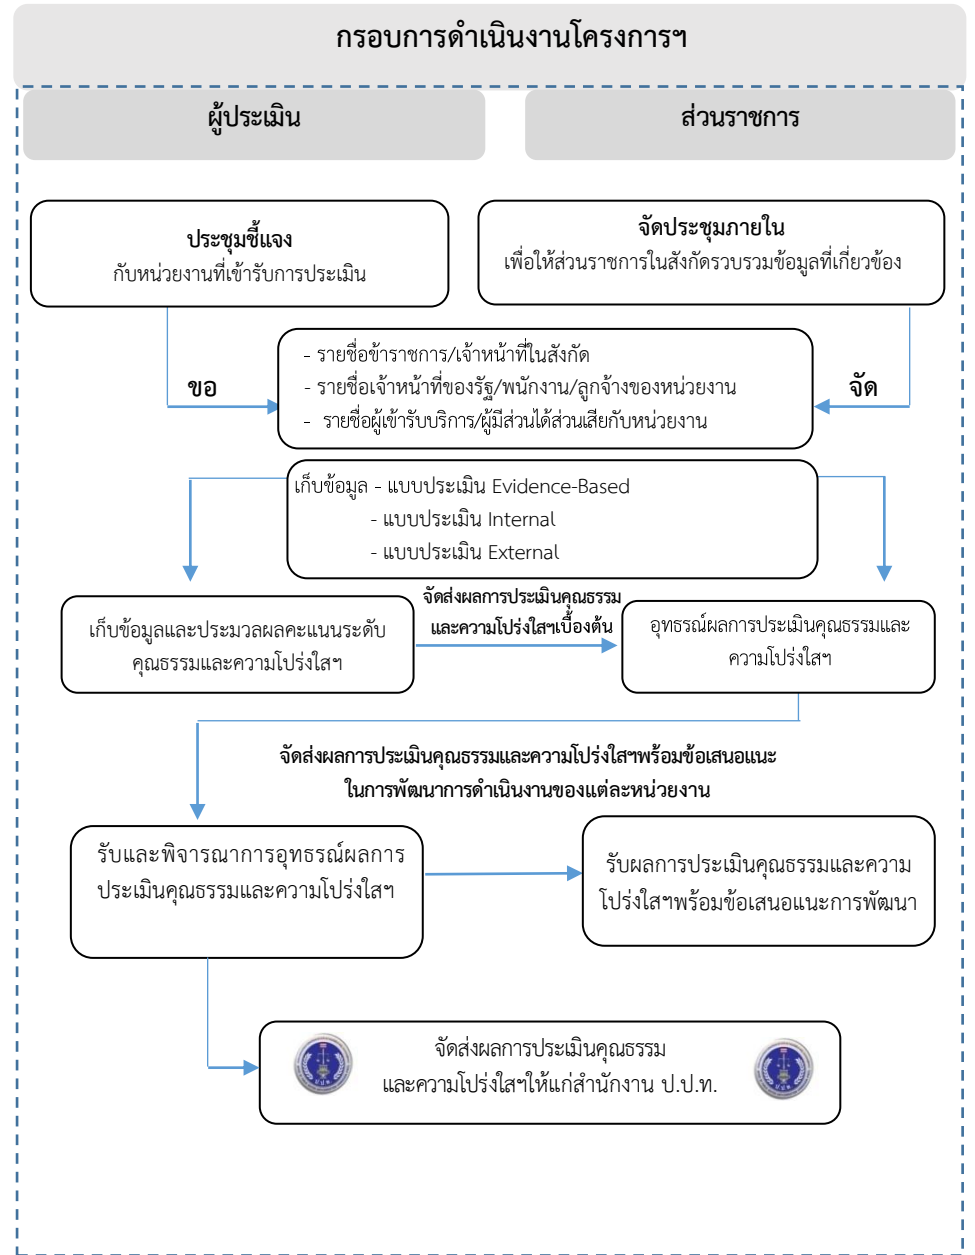 กรอบการดำเนินงานโครงการฯ
ผู้ประเมิน
ส่วนราชการ
ประชุมชี้แจง
กับหน่วยงานที่เข้ารับการประเมิน
จัดประชุมภายใน
เพื่อให้ส่วนราชการในสังกัดรวบรวมข้อมูลที่เกี่ยวข้อง
ขอ
- รายชื่อข้าราชการ/เจ้าหน้าที่ในสังกัด
- รายชื่อเจ้าหน้าที่ของรัฐ/พนักงาน/ลูกจ้างของหน่วยงาน
- รายชื่อผู้เข้ารับบริการ/ผู้มีส่วนได้ส่วนเสียกับหน่วยงาน
จัด
เก็บข้อมูล - แบบประเมิน Evidence-Based
- แบบประเมิน Internal
- แบบประเมิน External
เก็บข้อมูลและประมวลผลคะแนนระดับ
คุณธรรมและความโปร่งใสฯ
จัดส่งผลการประเมินคุณธรรม
และความโปร่งใสฯเบื้องต้น
อุทธรณ์ผลการประเมินคุณธรรมและ
ความโปร่งใสฯ
จัดส่งผลการประเมินคุณธรรมและความโปร่งใสฯพร้อมข้อเสนอแนะ
ในการพัฒนาการดำเนินงานของแต่ละหน่วยงาน
รับและพิจารณาการอุทธรณ์ผลการ
ประเมินคุณธรรมและความโปร่งใสฯ
รับผลการประเมินคุณธรรมและความ
โปร่งใสฯพร้อมข้อเสนอแนะการพัฒนา
จัดส่งผลการประเมินคุณธรรม
และความโปร่งใสฯให้แก่สำนักงาน ป.ป.ท.